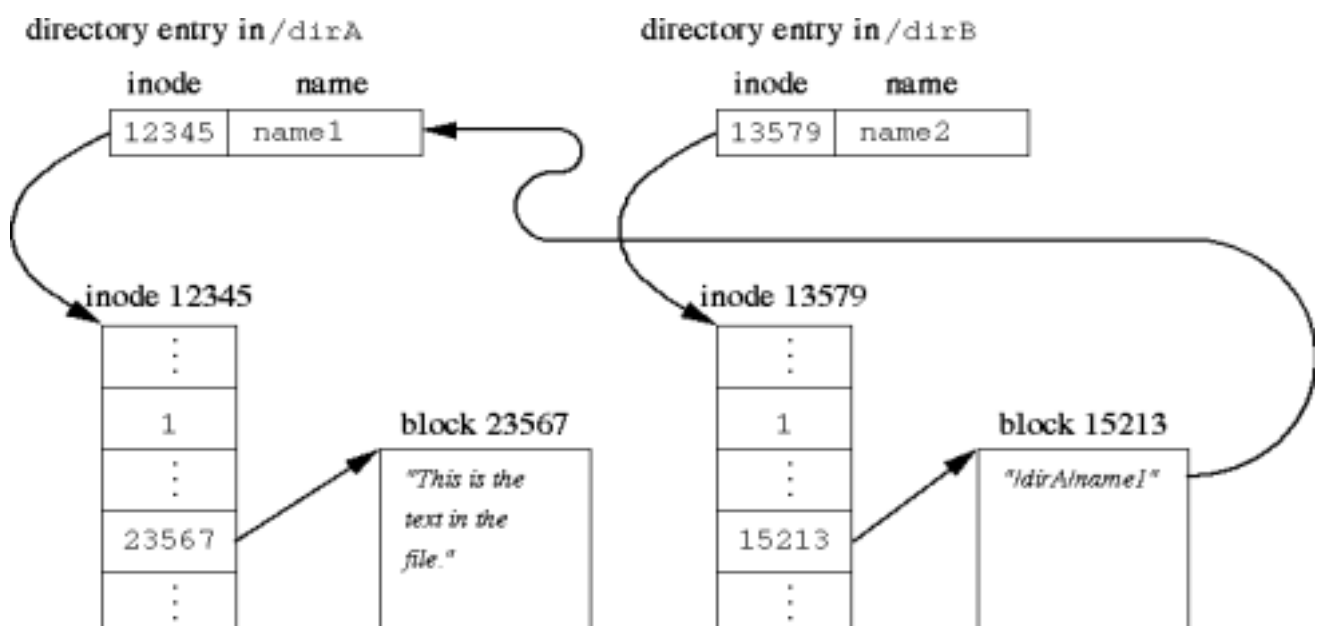 directory entry in /dirA
directory entry in /dirB
inode name
inode name
12345 name1
13579 name2
inode 12345
inode 13579
1
block 23567
1
block 15213
"This is the
text in the
file."
"/dirA/name1"
23567
15213